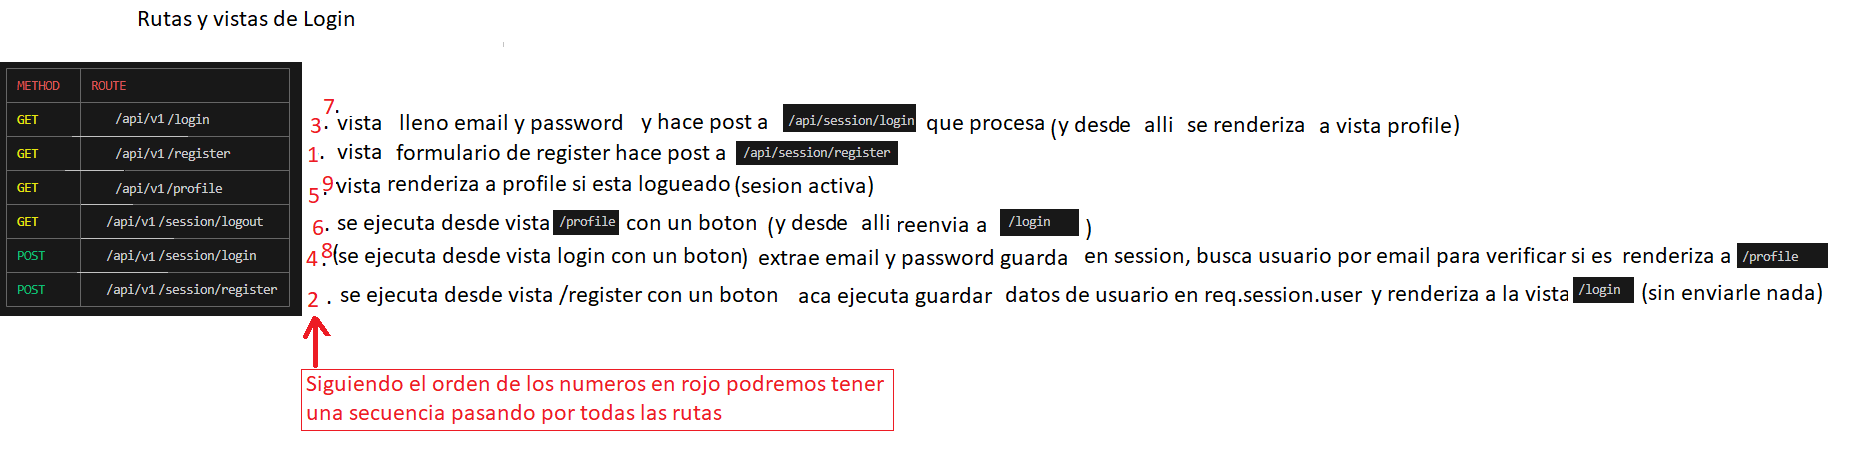 Rutas y vistas de Login
METHOD ROUTE
7.
GET /api/v1 /login 3. vista lleno email y password y hace post a /api/session/login que procesa (y desde alli se renderiza a vista profile)
GET /api/v1 /register 1. vista formulario de register hace post a /api/session/register
GET /api/v1 /profile 5. 9 vista renderiza a profile si esta logueado (sesion activa)
GET /api/v1 /session/logout 6. se ejecuta desde vista /profile con un boton (y desde alli reenvia a /login )
POST /api/v1 /session/login 4. 8 (se ejecuta desde vista login con un boton) extrae email y password guarda en session, busca usuario por email para verificar si es renderiza a /profile
POST /api/v1 /session/register 2 . se ejecuta desde vista /register con un boton aca ejecuta guardar datos de usuario en req.session.user y renderiza a la vista /login (sin enviarle nada)
Siguiendo el orden de los numeros en rojo podremos tener
una secuencia pasando por todas las rutas